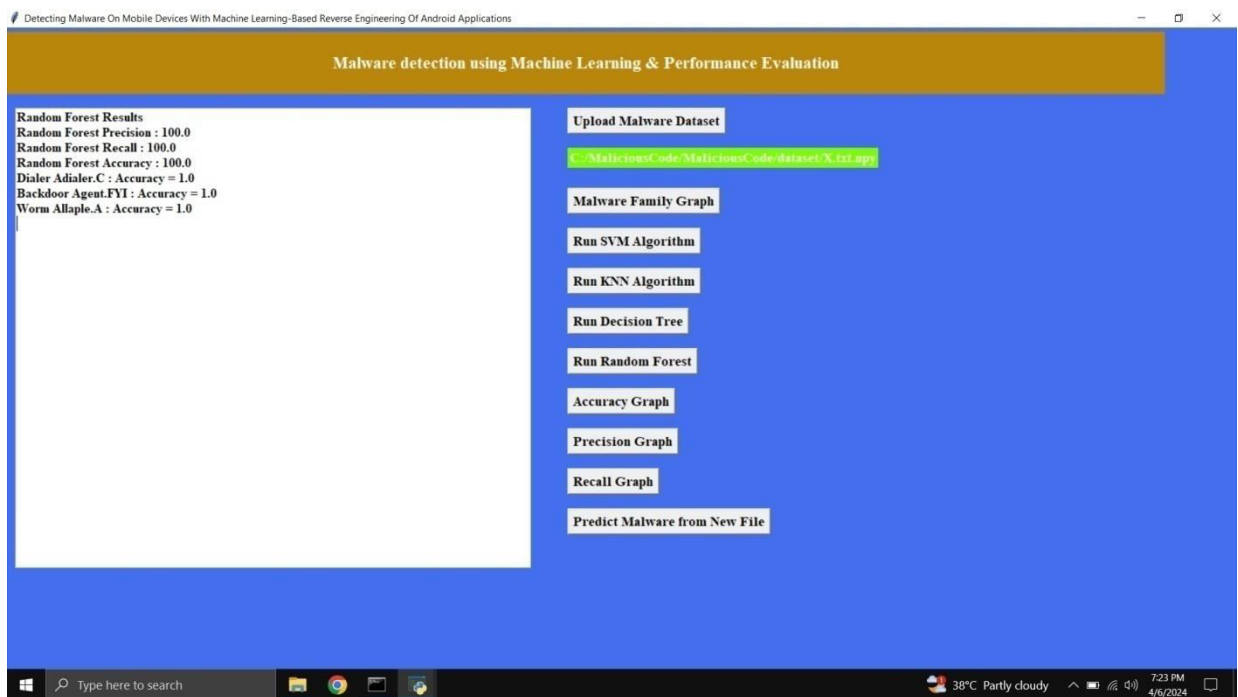 Detecting Malware On Mobile Devices With Machine Learning-Based Reverse Engineering Of Android Applications
Malware detection using Machine Learning & Performance Evaluation
Random Forest Results
Random Forest Precision : 100.0
Random Forest Recall : 100.0
Random Forest Accuracy : 100.0
Dialer Adialer.C : Accuracy = 1.0
Backdoor Agent.FYI : Accuracy = 1.0
Worm Allaple.A : Accuracy = 1.0
Upload Malware Dataset
C:/MaliciousCode/MaliciousCode/dataset/X.txt.npy
Malware Family Graph
Run SVM Algorithm
Run KNN Algorithm
Run Decision Tree
Run Random Forest
Accuracy Graph
Precision Graph
Recall Graph
Predict Malware from New File
Type here to search
38°C Partly cloudy
7:23 PM
4/6/2024